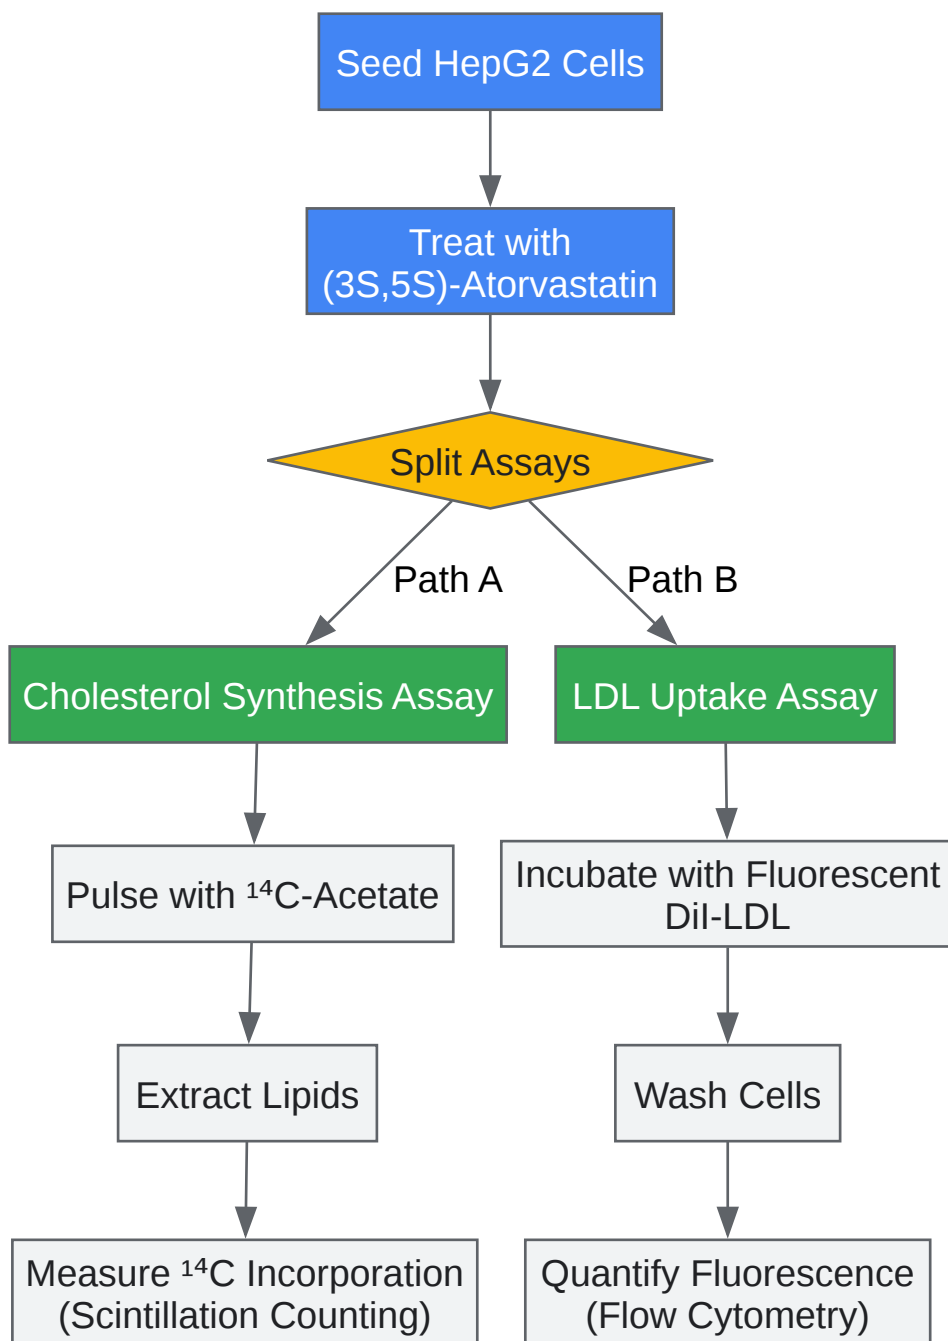 Seed HepG2 Cells
Treat with
(3S,5S)-Atorvastatin
Split Assays
Path A
Path B
Cholesterol Synthesis Assay
LDL Uptake Assay
Pulse with ¹⁴C-Acetate
Incubate with Fluorescent
DiI-LDL
Extract Lipids
Wash Cells
Measure ¹⁴C Incorporation
(Scintillation Counting)
Quantify Fluorescence
(Flow Cytometry)